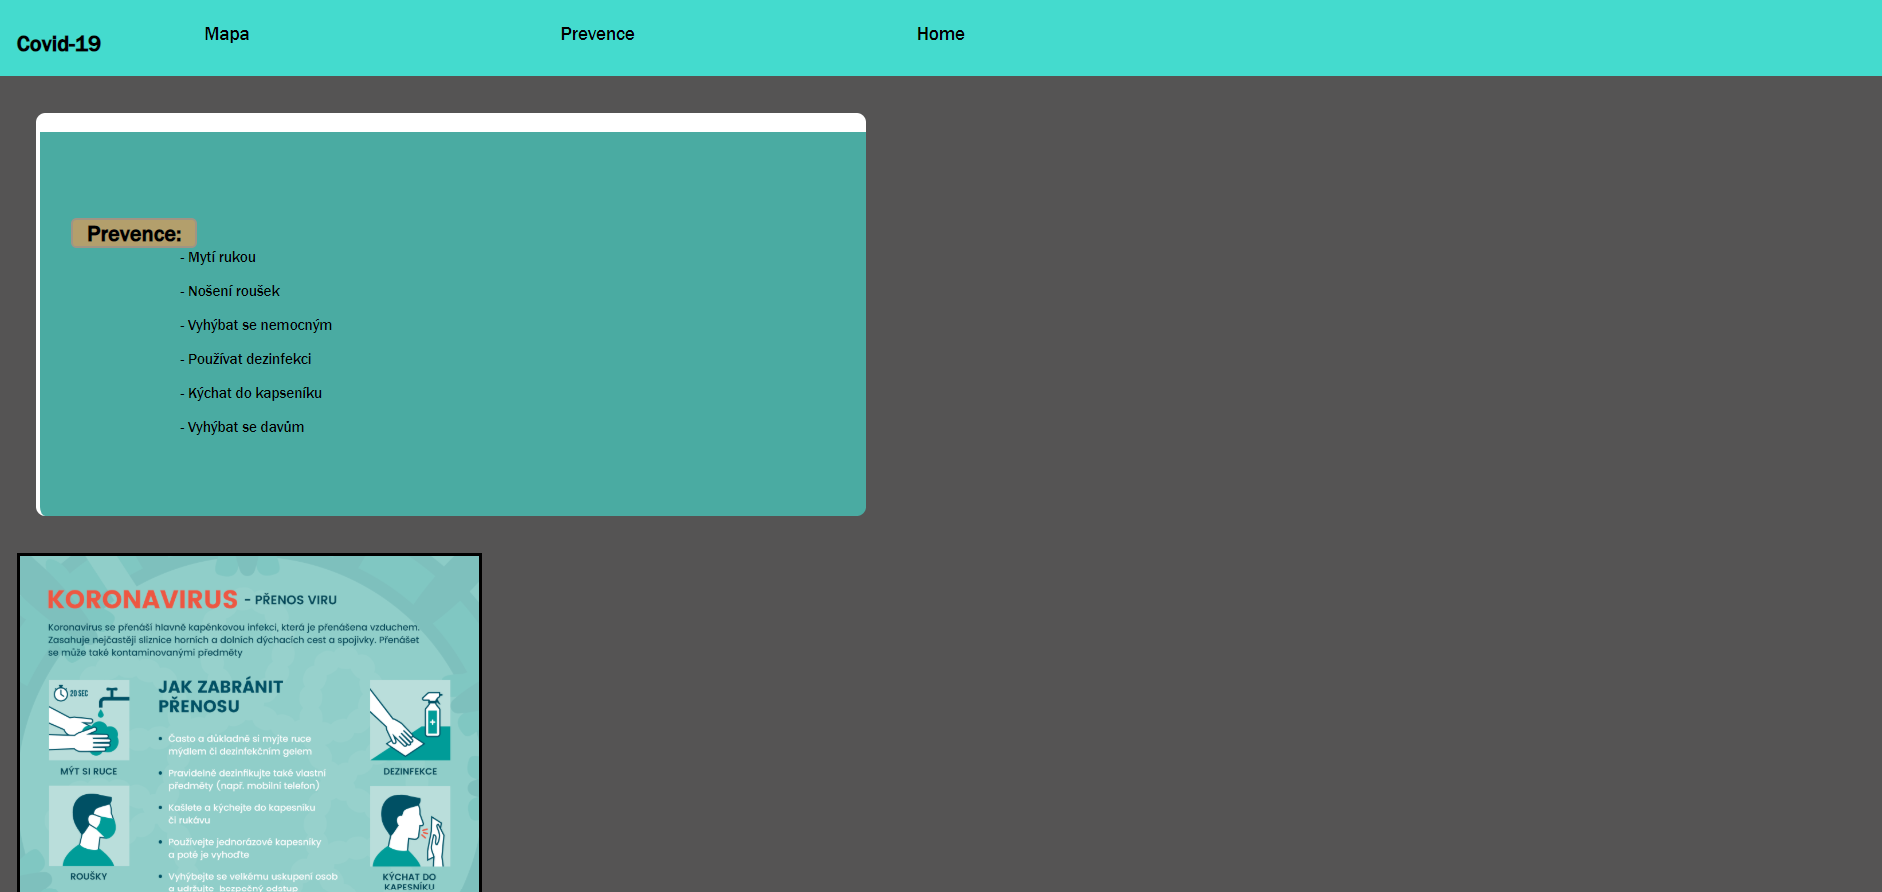 Covid-19
Mapa
Prevence
Home
Prevence:
- Mytí rukou
- Nošení roušek
- Vyhýbat se nemocným
- Používat dezinfekci
- Kýchat do kapseníku
- Vyhýbat se davům
KORONAVIRUS - PŘENOS VIRU
Koronavirus se přenáší hlavně kapénkovou infekcí, která je přenášena vzduchem.
Zasahuje nejčastěji sliznice horních a dolních dýchacích cest a spojivky. Přenášet
se může také kontaminovanými předměty
20 SEC
MÝT SI RUCE
ROUŠKY
JAK ZABRÁNIT
PŘENOSU
• Často a důkladně si myjte ruce
mýdlem či dezinfekčním gelem
• Pravidelně dezinfikujte také vlastní
předměty (např. mobilní telefon)
• Kašlete a kýchejte do kapesníku
či rukávu
• Používejte jednorázové kapesníky
a poté je vyhoďte
• Vyhýbejte se velkému uskupení osob
a udržujte bezpečný odstup
DEZINFEKCE
KÝCHAT DO
KAPESNÍKU